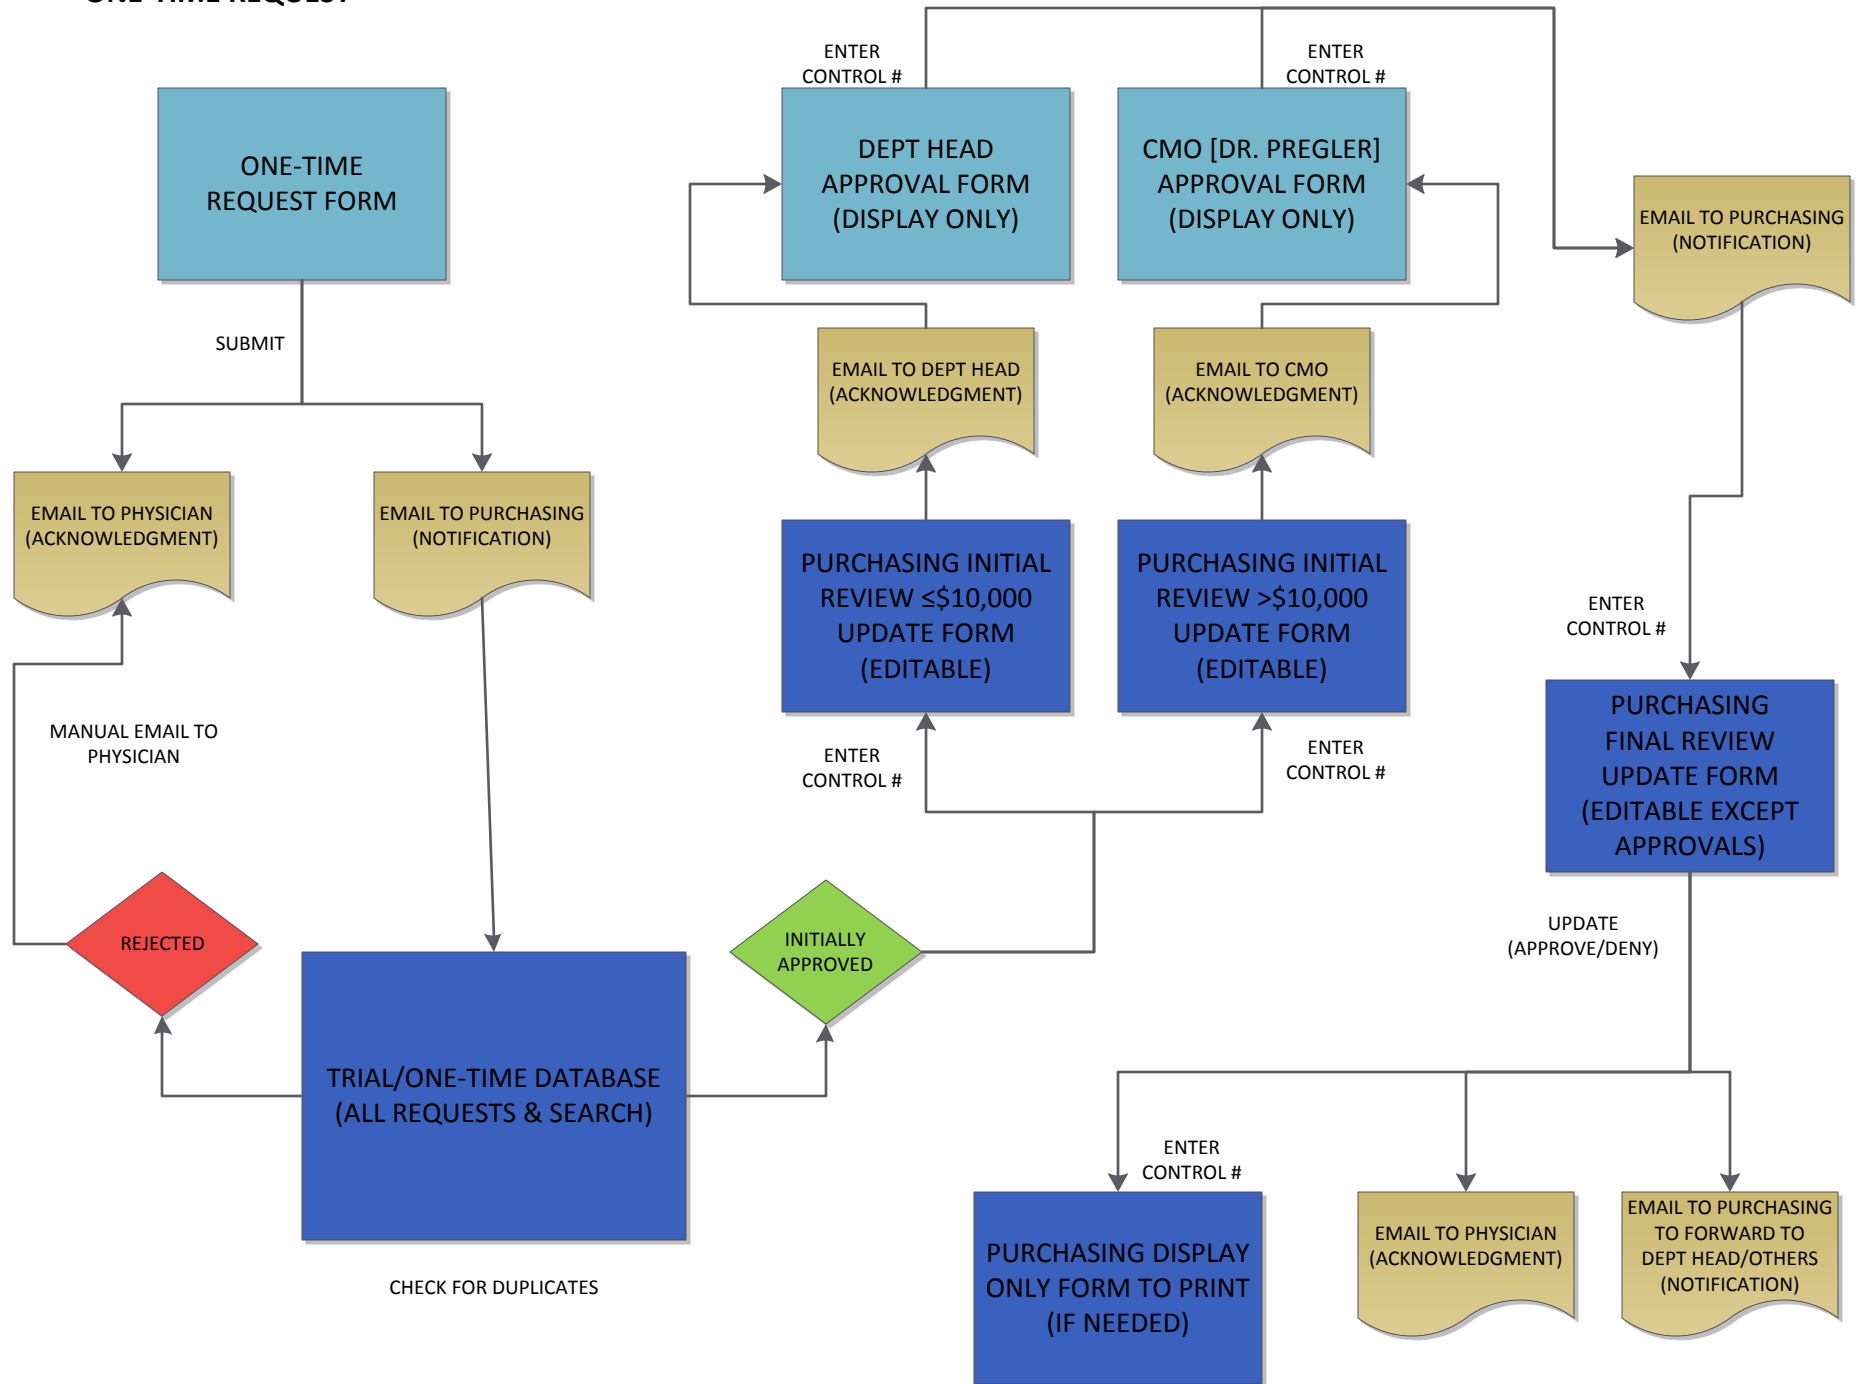 ONE-TIME REQUEST
ENTER
CONTROL #
ENTER
CONTROL #
ONE-TIME
REQUEST FORM
DEPT HEAD
APPROVAL FORM
(DISPLAY ONLY)
CMO [DR. PREGLER]
APPROVAL FORM
(DISPLAY ONLY)
EMAIL TO PURCHASING
(NOTIFICATION)
SUBMIT
EMAIL TO DEPT HEAD
(ACKNOWLEDGMENT)
EMAIL TO CMO
(ACKNOWLEDGMENT)
EMAIL TO PHYSICIAN
(ACKNOWLEDGMENT)
EMAIL TO PURCHASING
(NOTIFICATION)
PURCHASING INITIAL
REVIEW ≤$10,000
UPDATE FORM
(EDITABLE)
PURCHASING INITIAL
REVIEW >$10,000
UPDATE FORM
(EDITABLE)
ENTER
CONTROL #
MANUAL EMAIL TO
PHYSICIAN
ENTER
CONTROL #
ENTER
CONTROL #
PURCHASING
FINAL REVIEW
UPDATE FORM
(EDITABLE EXCEPT
APPROVALS)
REJECTED
INITIALLY
APPROVED
UPDATE
(APPROVE/DENY)
TRIAL/ONE-TIME DATABASE
(ALL REQUESTS & SEARCH)
ENTER
CONTROL #
PURCHASING DISPLAY
ONLY FORM TO PRINT
(IF NEEDED)
EMAIL TO PHYSICIAN
(ACKNOWLEDGMENT)
EMAIL TO PURCHASING
TO FORWARD TO
DEPT HEAD/OTHERS
(NOTIFICATION)
CHECK FOR DUPLICATES